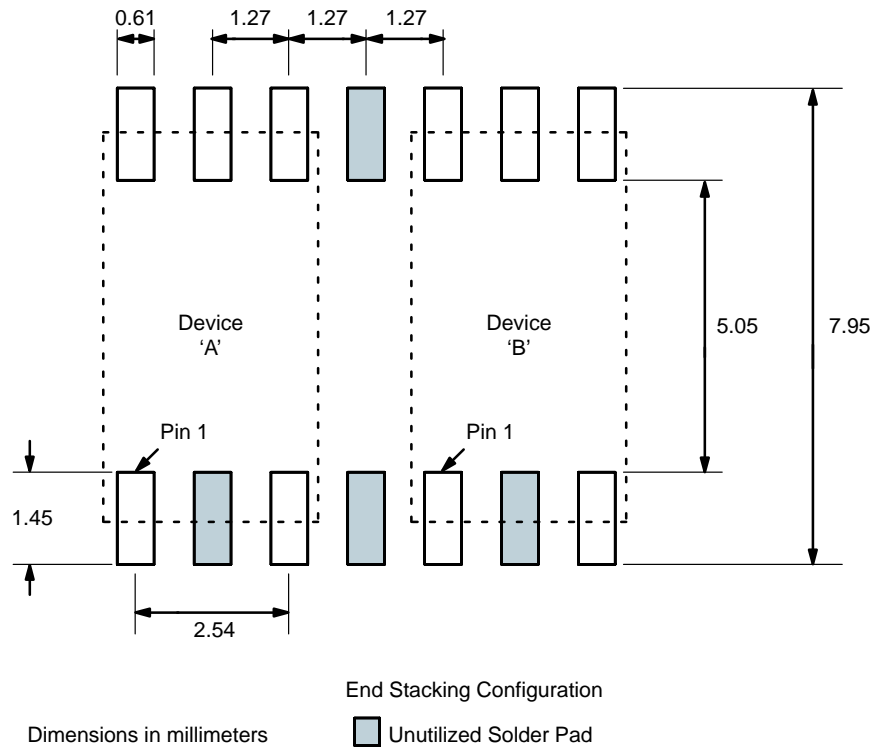 0.61
1.27
1.27
1.27
Device
‘A’
Device
‘B’
5.05
7.95
Pin 1
Pin 1
1.45
2.54
End Stacking Configuration
Dimensions in millimeters
Unutilized Solder Pad